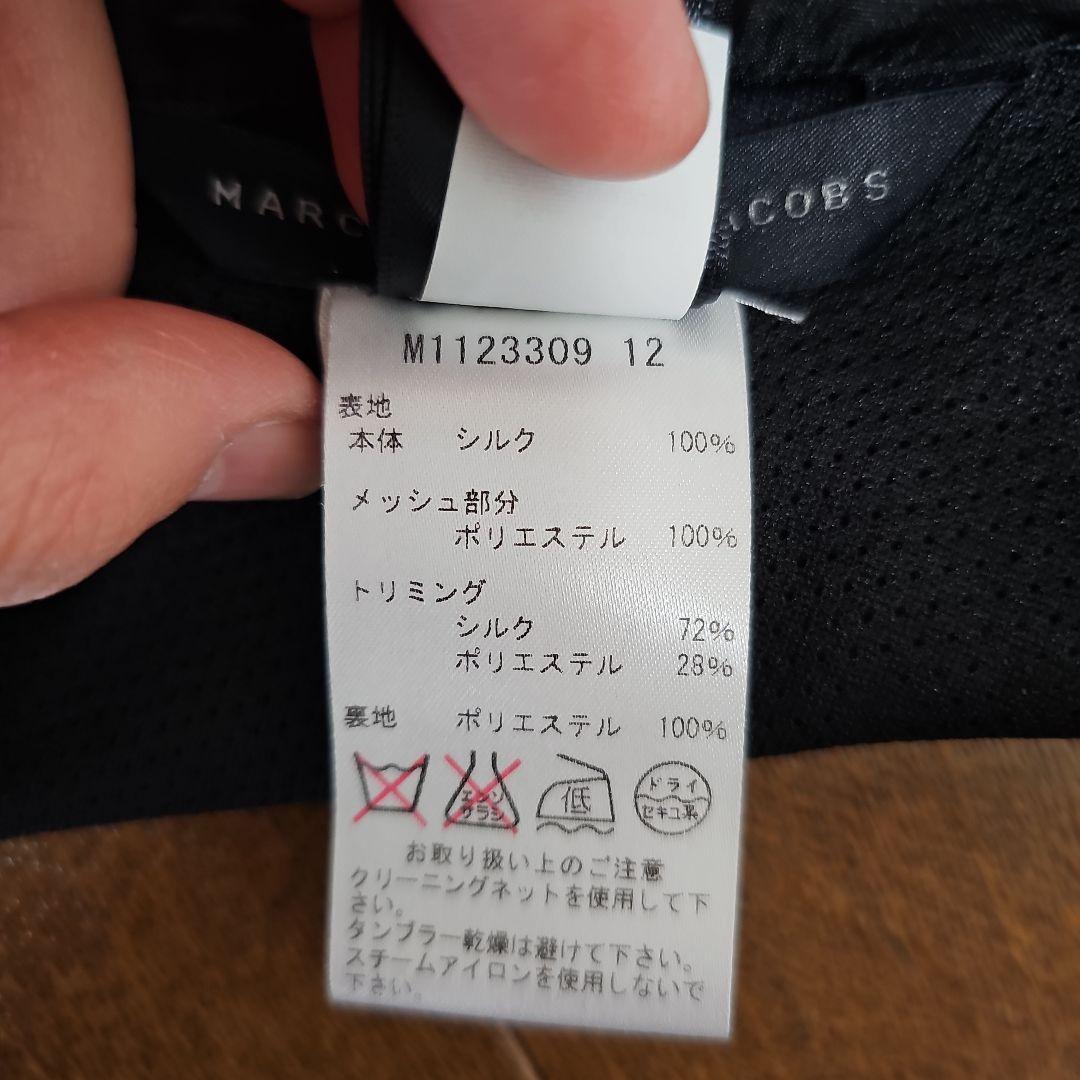 MARC JACOBS
M1123309 12
表地
本体 シルク 100%
メッシュ部分
ポリエステル 100%
トリミング
シルク 72%
ポリエステル 28%
裏地 ポリエステル 100%
エンソ
サラシ
低
ドライ
セキユ系
お取り扱い上のご注意
クリーニングネットを使用して下
さい。
タンブラー乾燥は避けて下さい。
スチームアイロンを使用しないで
下さい。